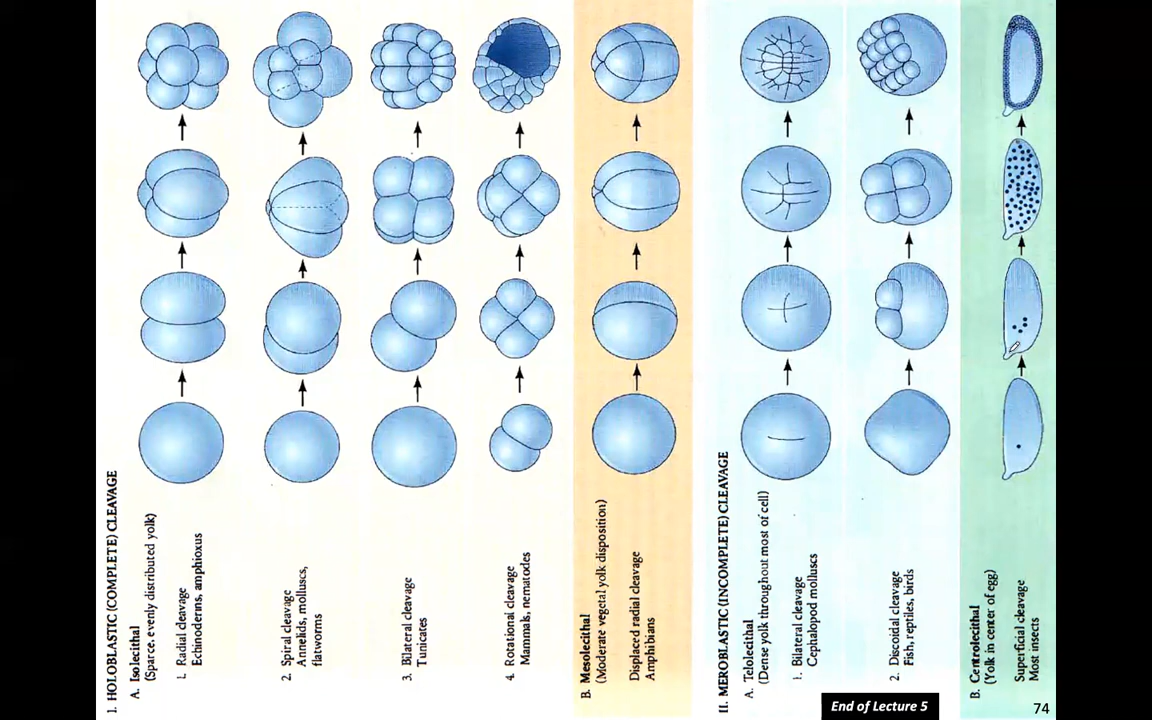 I. HOLOBLASTIC (COMPLETE) CLEAVAGE
A. Isolecithal
(Sparce, evenly distributed yolk)
1. Radial cleavage
Echinoderms, amphioxus
2. Spiral cleavage
Annelids, molluscs,
flatworms
3. Bilateral cleavage
Tunicates
4. Rotational cleavage
Mammals, nematodes
B. Mesolecithal
(Moderate vegetal yolk disposition)
Displaced radial cleavage
Amphibians
II. MEROBLASTIC (INCOMPLETE) CLEAVAGE
A. Telolecithal
(Dense yolk throughout most of cell)
1. Bilateral cleavage
Cephalopod molluscs
2. Discoidal cleavage
Fish, reptiles, birds
B. Centrolecithal
(Yolk in center of egg)
Superficial cleavage
Most insects
End of Lecture 5
74